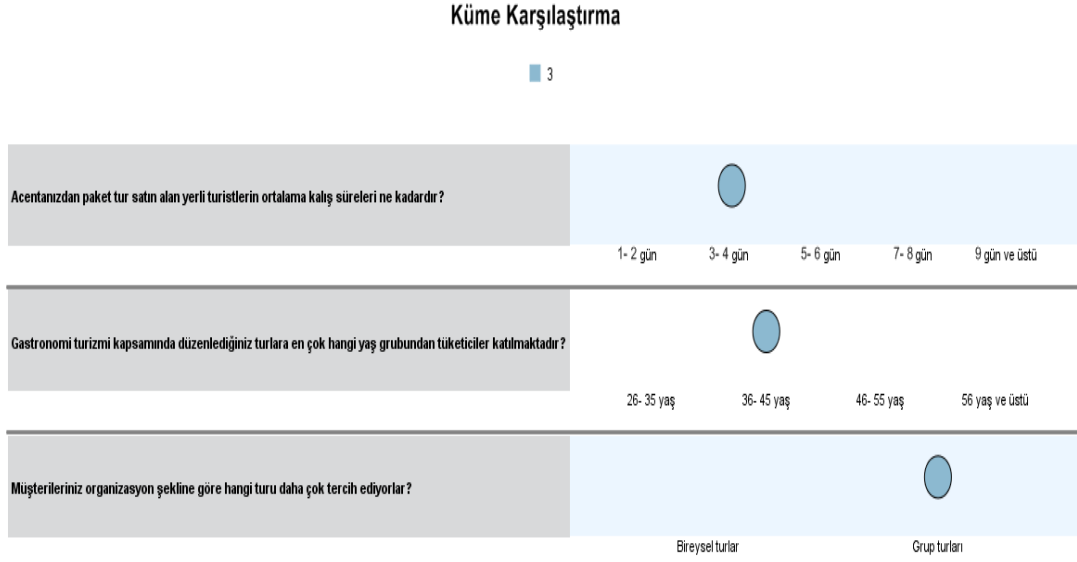 Küme Karşılaştırma
3
Acentanızdan paket tur satın alan yerli turistlerin ortalama kalış süreleri ne kadardır?
1- 2 gün 3- 4 gün 5- 6 gün 7- 8 gün 9 gün ve üstü
Gastronomi turizmi kapsamında düzenlediğiniz turlara en çok hangi yaş grubundan tüketiciler katılmaktadır?
26- 35 yaş 36- 45 yaş 46- 55 yaş 56 yaş ve üstü
Müşterileriniz organizasyon şekline göre hangi turu daha çok tercih ediyorlar?
Bireysel turlar Grup turları